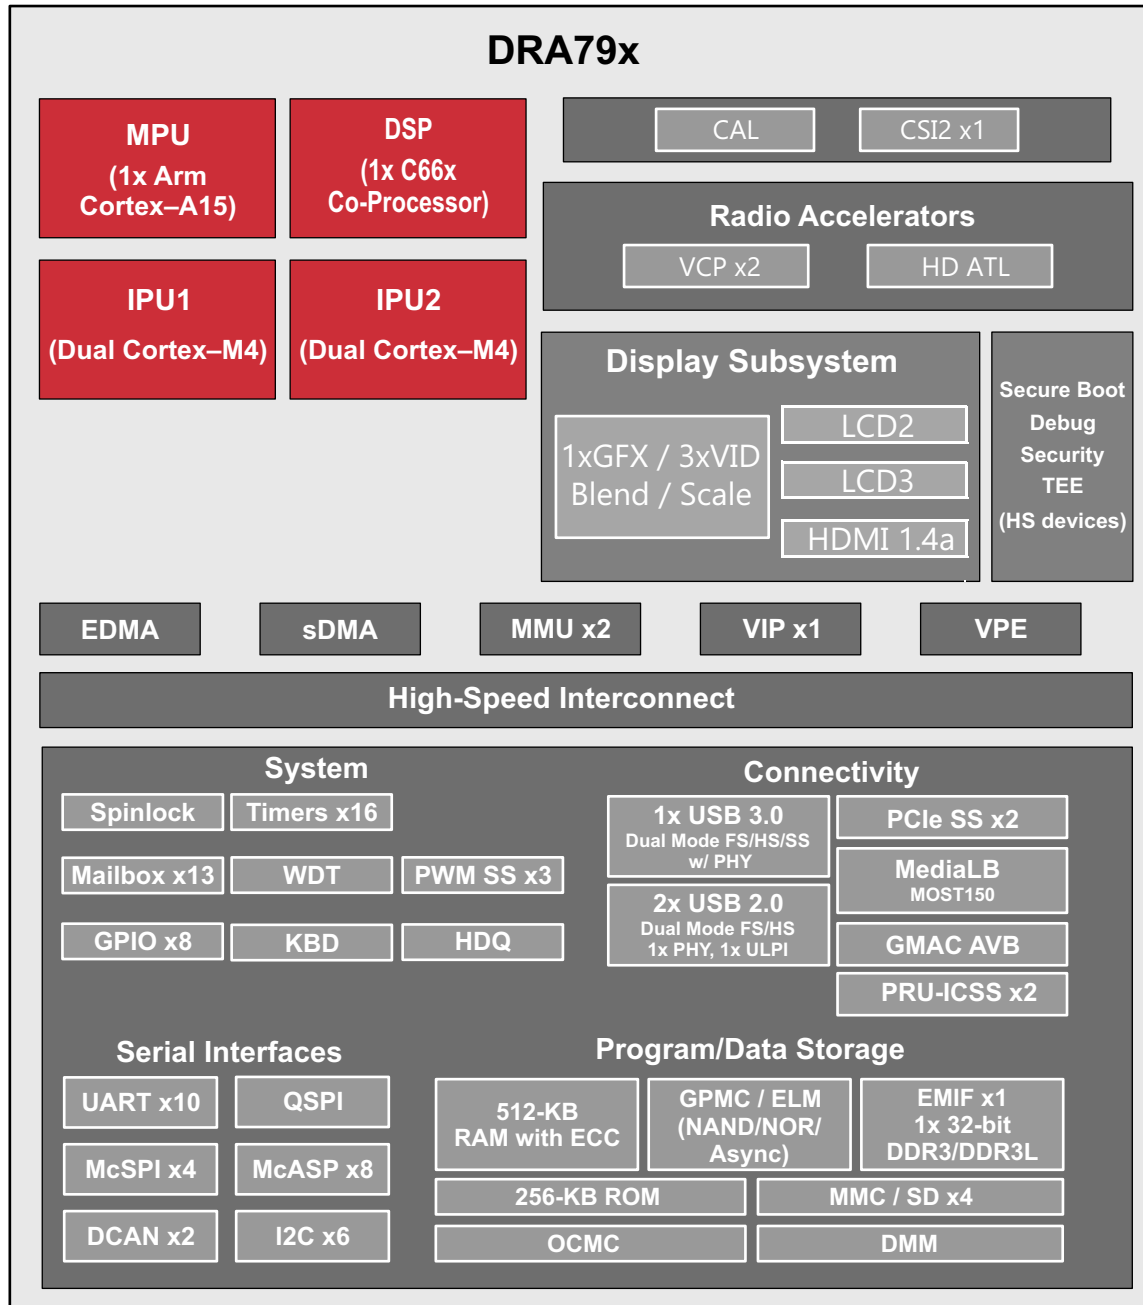 DRA79x
MPU
(1x Arm
Cortex–A15)
DSP
(1x C66x
Co-Processor)
CAL
CSI2 x1
Radio Accelerators
VCP x2
HD ATL
IPU1
(Dual Cortex–M4)
IPU2
(Dual Cortex–M4)
Display Subsystem
1xGFX / 3xVID
Blend / Scale
LCD2
LCD3
HDMI 1.4a
Secure Boot
Debug
Security
TEE
(HS devices)
EDMA
sDMA
MMU x2
VIP x1
VPE
High-Speed Interconnect
System
Spinlock
Timers x16
Mailbox x13
WDT
PWM SS x3
GPIO x8
KBD
HDQ
Connectivity
1x USB 3.0
Dual Mode FS/HS/SS
w/ PHY
2x USB 2.0
Dual Mode FS/HS
1x PHY, 1x ULPI
PCIe SS x2
MediaLB
MOST150
GMAC AVB
PRU-ICSS x2
Serial Interfaces
UART x10
QSPI
McSPI x4
McASP x8
DCAN x2
I2C x6
Program/Data Storage
512-KB
RAM with ECC
GPMC / ELM
(NAND/NOR/
Async)
EMIF x1
1x 32-bit
DDR3/DDR3L
256-KB ROM
MMC / SD x4
OCMC
DMM